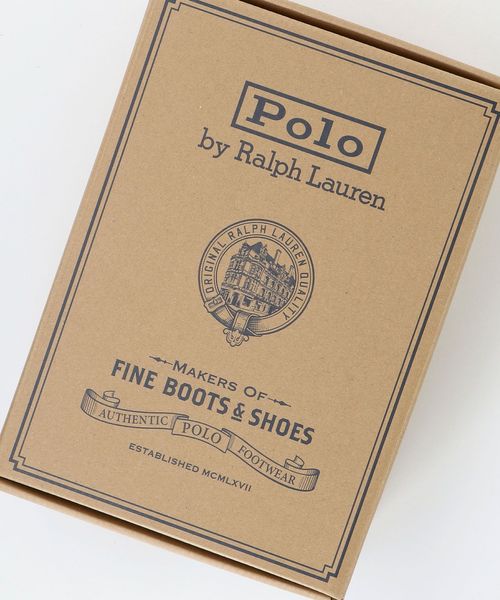 Polo
by Ralph Lauren
ORIGINAL RALPH LAUREN QUALITY
MAKERS OF
FINE BOOTS & SHOES
AUTHENTIC POLO FOOTWEAR
ESTABLISHED MCMLXVII